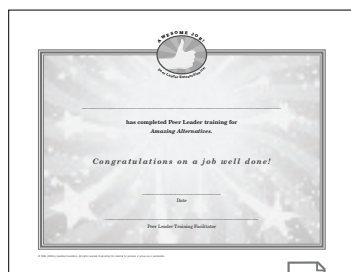 AWESOME JOB!
has completed Peer Leader training for
Amazing Alternatives.
Congratulations on a job well done!
Date
Peer Leader Training Facilitator